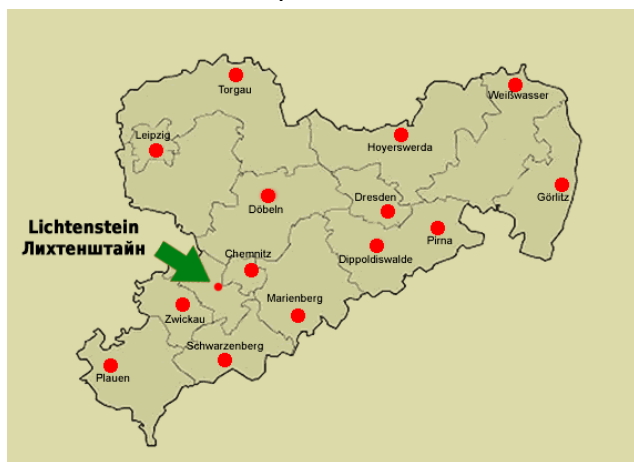 Torgau
Weißwasser
Leipzig
Hoyerswerda
Dresden
Görlitz
Döbeln
Lichtenstein
Лихтенштайн
Pirna
Chemnitz
Dippoldiswalde
Marienberg
Zwickau
Schwarzenberg
Plauen